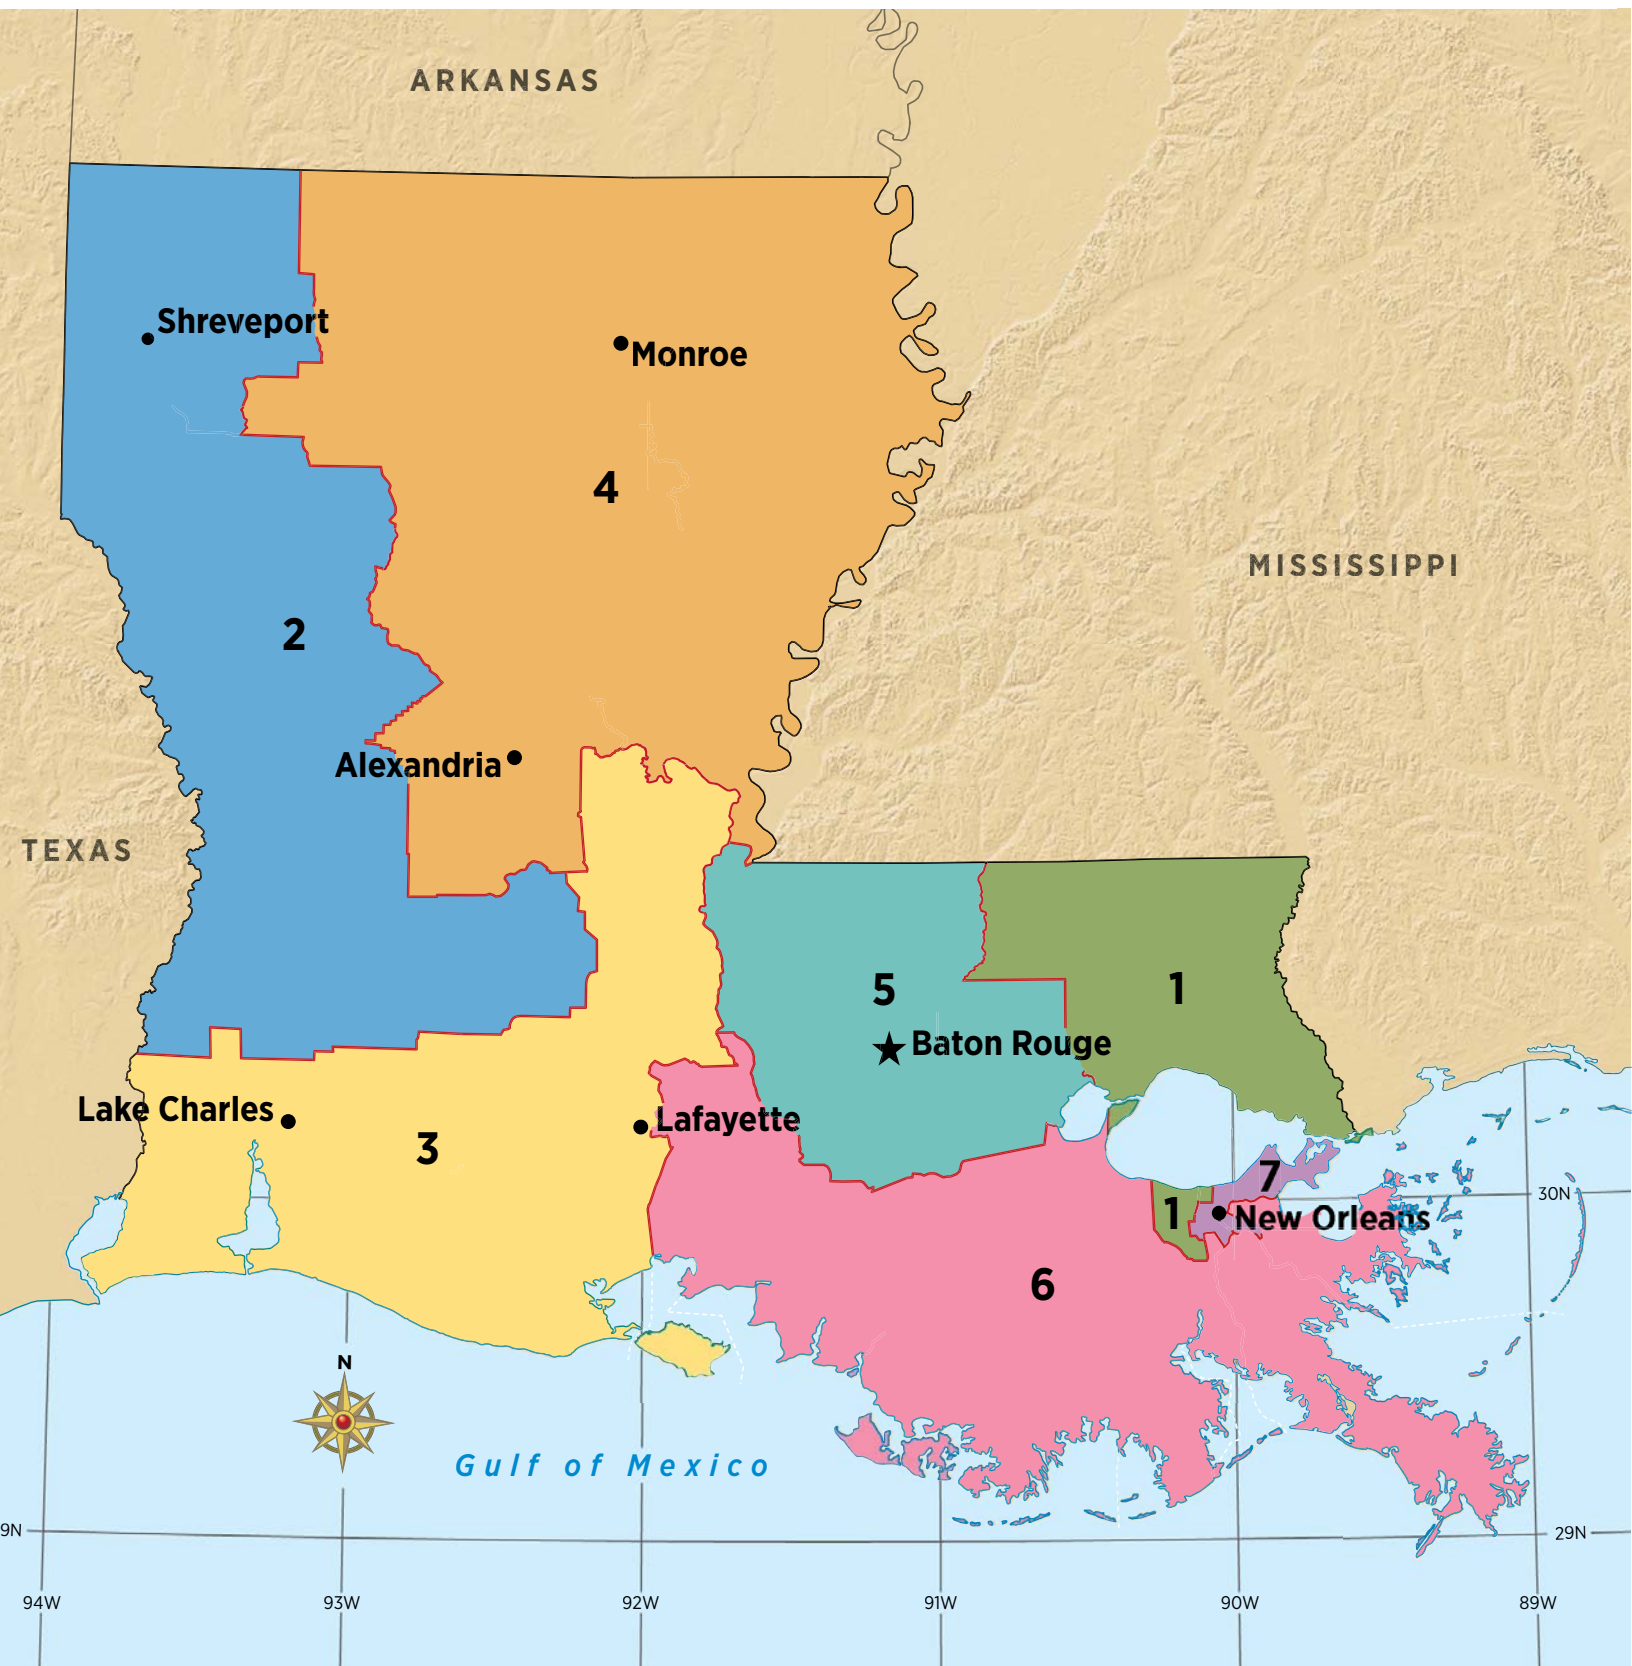 ARKANSAS
Shreveport
Monroe
4
MISSISSIPPI
2
Alexandria
TEXAS
5
1
Baton Rouge
Lake Charles
Lafayette
3
7
30N
1
New Orleans
6
N
Gulf of Mexico
9N
29N
94W
93W
92W
91W
90W
89W